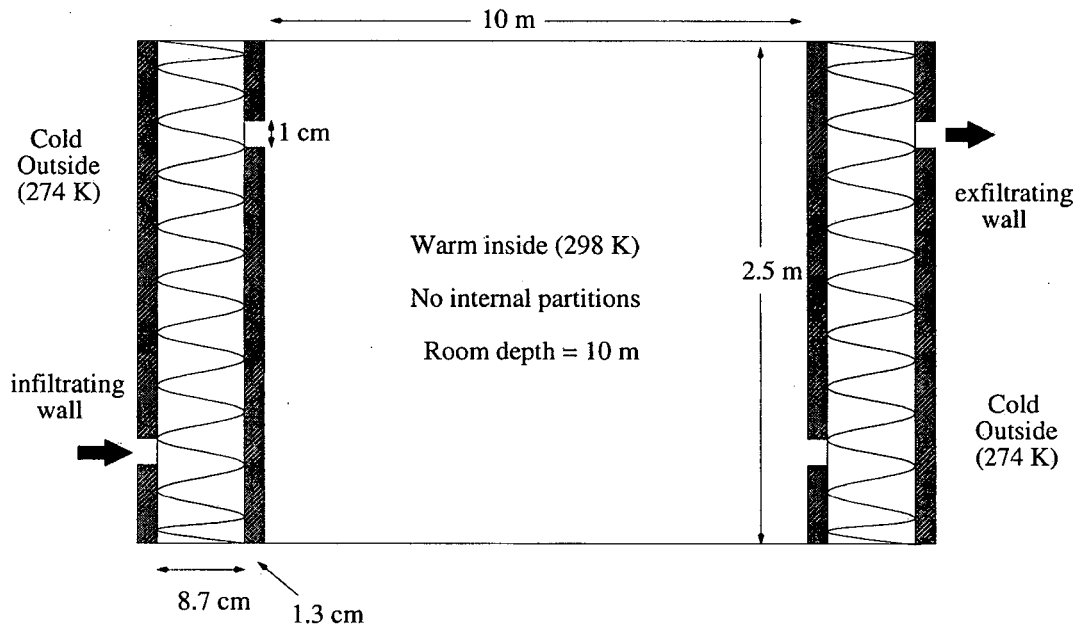 10 m
1 cm
Cold
Outside
(274 K)
exfiltrating
wall
Warm inside (298 K)
2.5 m
No internal partitions
Room depth = 10 m
infiltrating
wall
Cold
Outside
(274 K)
8.7 cm
1.3 cm